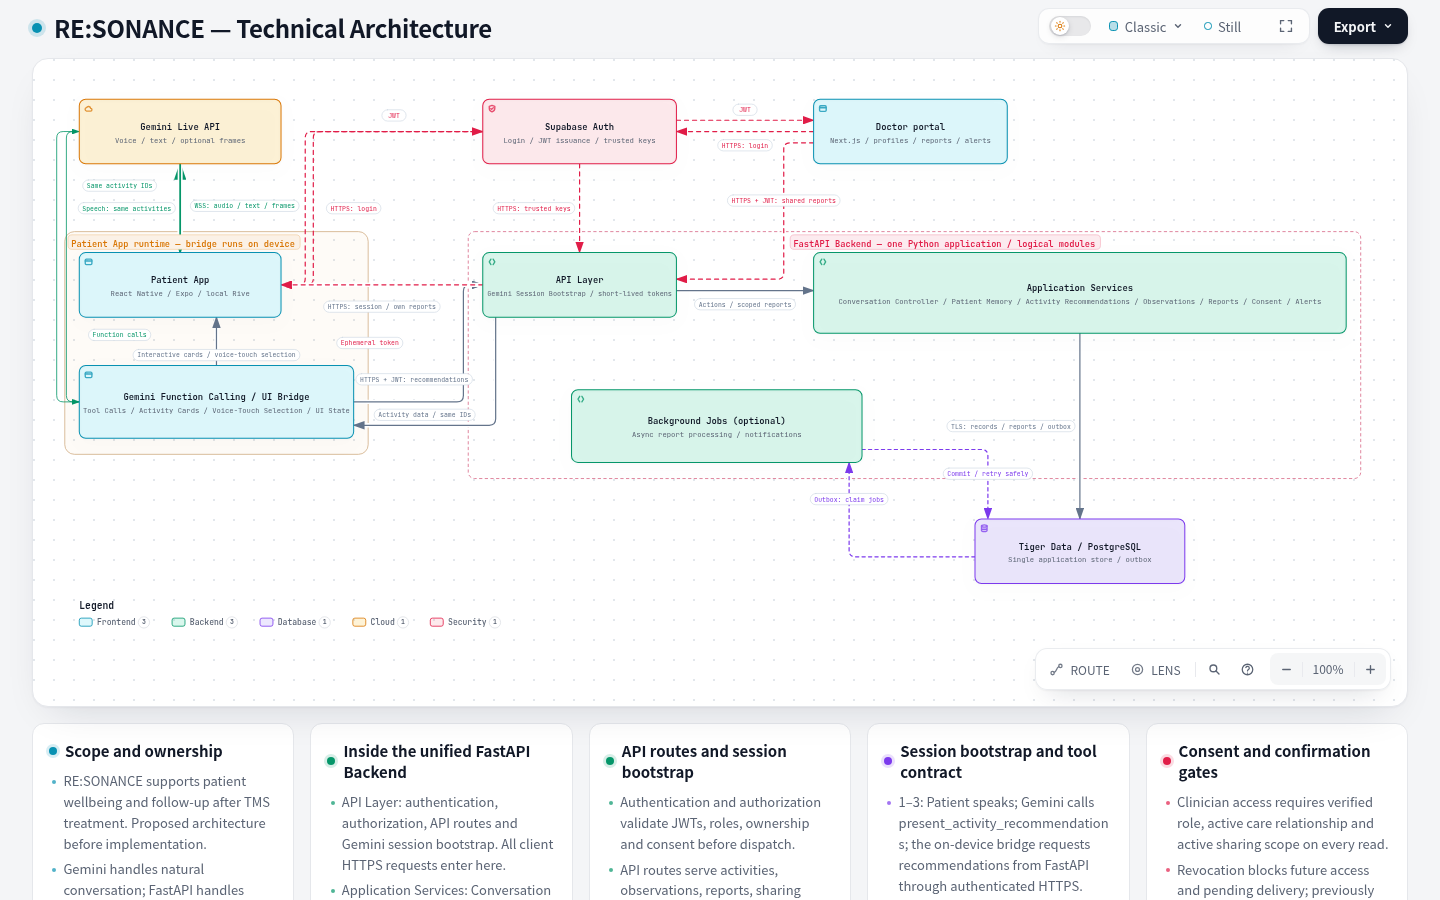 RE:SONANCE — Technical Architecture
Classic
Still
Export
JWT
JWT
Gemini Live API
Voice / text / optional frames
Supabase Auth
Login / JWT issuance / trusted keys
Doctor portal
Next.js / profiles / reports / alerts
HTTPS: login
Same activity IDs
Speech: same activities
WSS: audio / text / frames
HTTPS: login
HTTPS: trusted keys
HTTPS + JWT: shared reports
Patient App runtime — bridge runs on device
FastAPI Backend — one Python application / logical modules
Patient App
React Native / Expo / local Rive
API Layer
Gemini Session Bootstrap / short-lived tokens
Application Services
Conversation Controller / Patient Memory / Activity Recommendations / Observations / Reports / Consent / Alerts
HTTPS: session / own reports
Actions / scoped reports
Function calls
Ephemeral token
Interactive cards / voice-touch selection
HTTPS + JWT: recommendations
Gemini Function Calling / UI Bridge
Tool Calls / Activity Cards / Voice-Touch Selection / UI State
Activity data / same IDs
Background Jobs (optional)
Async report processing / notifications
TLS: records / reports / outbox
Commit / retry safely
Outbox: claim jobs
Tiger Data / PostgreSQL
Single application store / outbox
Legend
Frontend 3
Backend 3
Database 1
Cloud 1
Security 1
ROUTE
LENS
100%
Scope and ownership
RE:SONANCE supports patient
wellbeing and follow-up after TMS
treatment. Proposed architecture
before implementation.
Gemini handles natural
conversation; FastAPI handles
Inside the unified FastAPI
Backend
API Layer: authentication,
authorization, API routes and
Gemini session bootstrap. All client
HTTPS requests enter here.
Application Services: Conversation
API routes and session
bootstrap
Authentication and authorization
validate JWTs, roles, ownership
and consent before dispatch.
API routes serve activities,
observations, reports, sharing
Session bootstrap and tool
contract
1–3: Patient speaks; Gemini calls
present_activity_recommendation
s; the on-device bridge requests
recommendations from FastAPI
through authenticated HTTPS.
Consent and confirmation
gates
Clinician access requires verified
role, active care relationship and
active sharing scope on every read.
Revocation blocks future access
and pending delivery; previously